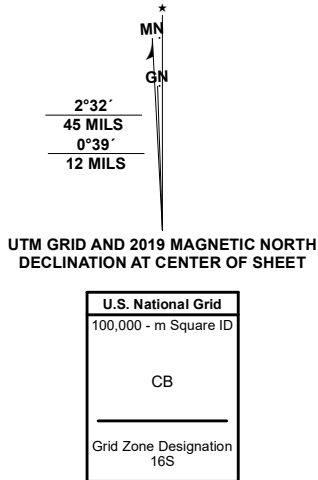 MN
GN
2°32´
45 MILS
0°39´
12 MILS
UTM GRID AND 2019 MAGNETIC NORTH
DECLINATION AT CENTER OF SHEET
U.S. National Grid
100,000 - m Square ID
CB
Grid Zone Designation
16S